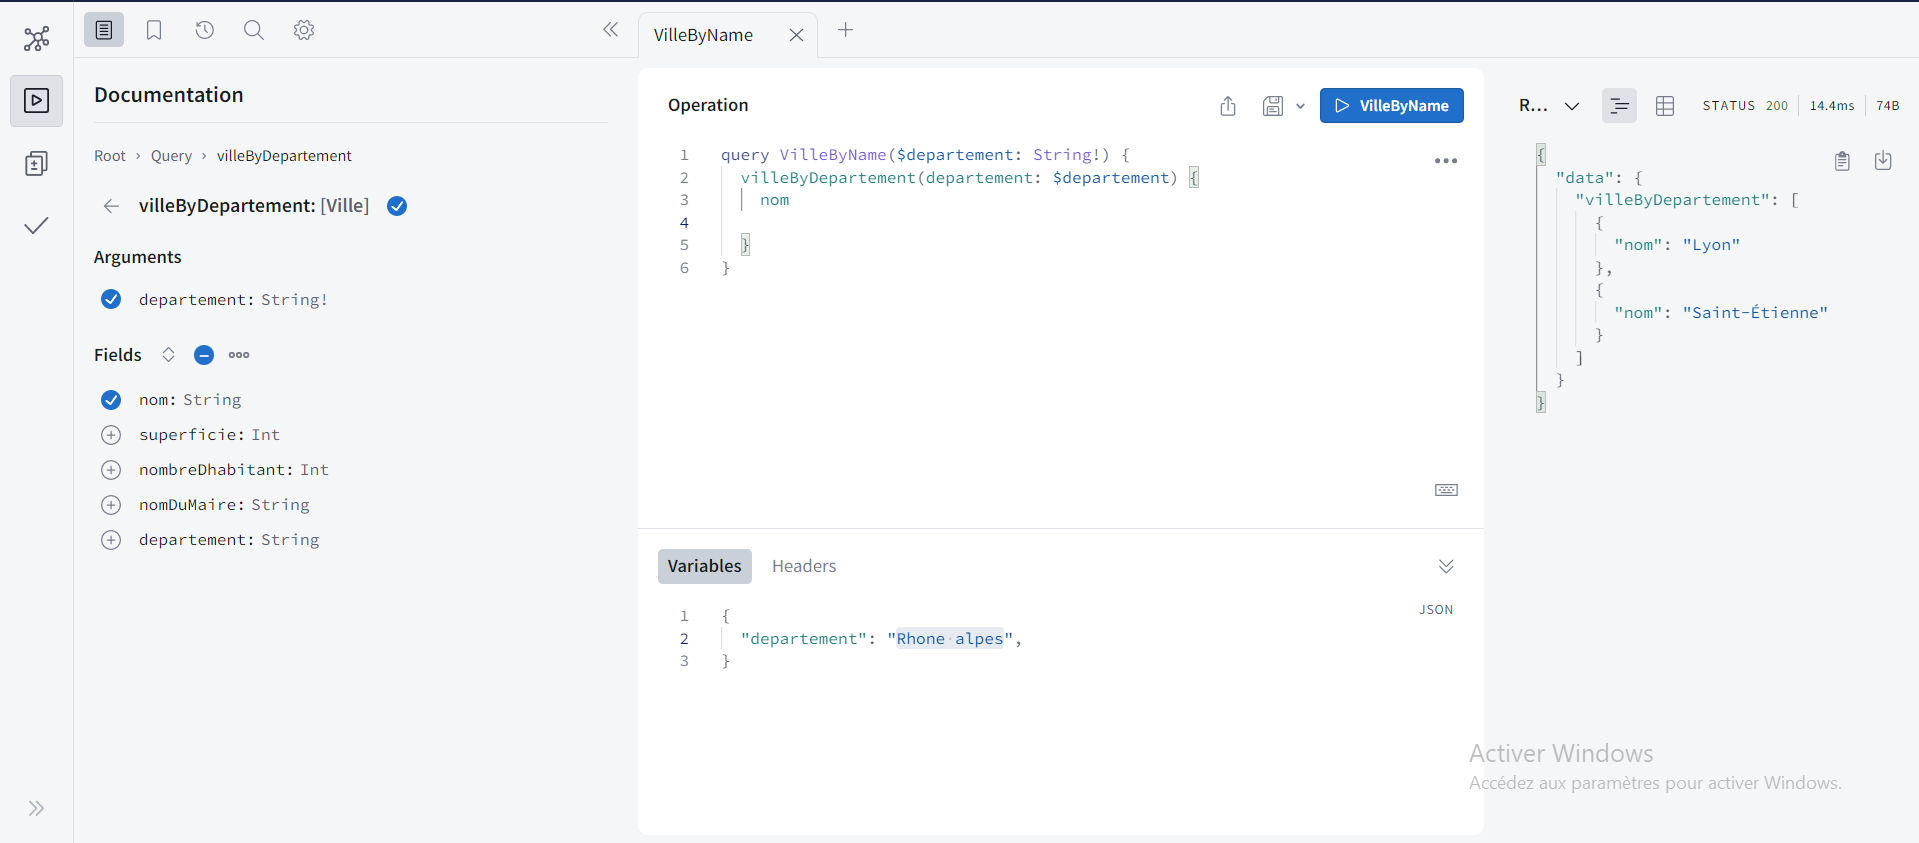 VilleByName
Documentation
Root › Query › villeByDepartement
villeByDepartement: [Ville]
Arguments
departement: String!
Fields
nom: String
superficie: Int
nombreDhabitant: Int
nomDuMaire: String
departement: String
Operation
VilleByName
1 query VilleByName($departement: String!) {
2 villeByDepartement(departement: $departement) {
3 nom
4
5 }
6 }
Variables
Headers
JSON
1 {
2 "departement": "Rhone alpes",
3 }
R...
STATUS 200
14.4ms
74B
{
"data": {
"villeByDepartement": [
{
"nom": "Lyon"
},
{
"nom": "Saint-Étienne"
}
]
}
}
Activer Windows
Accédez aux paramètres pour activer Windows.